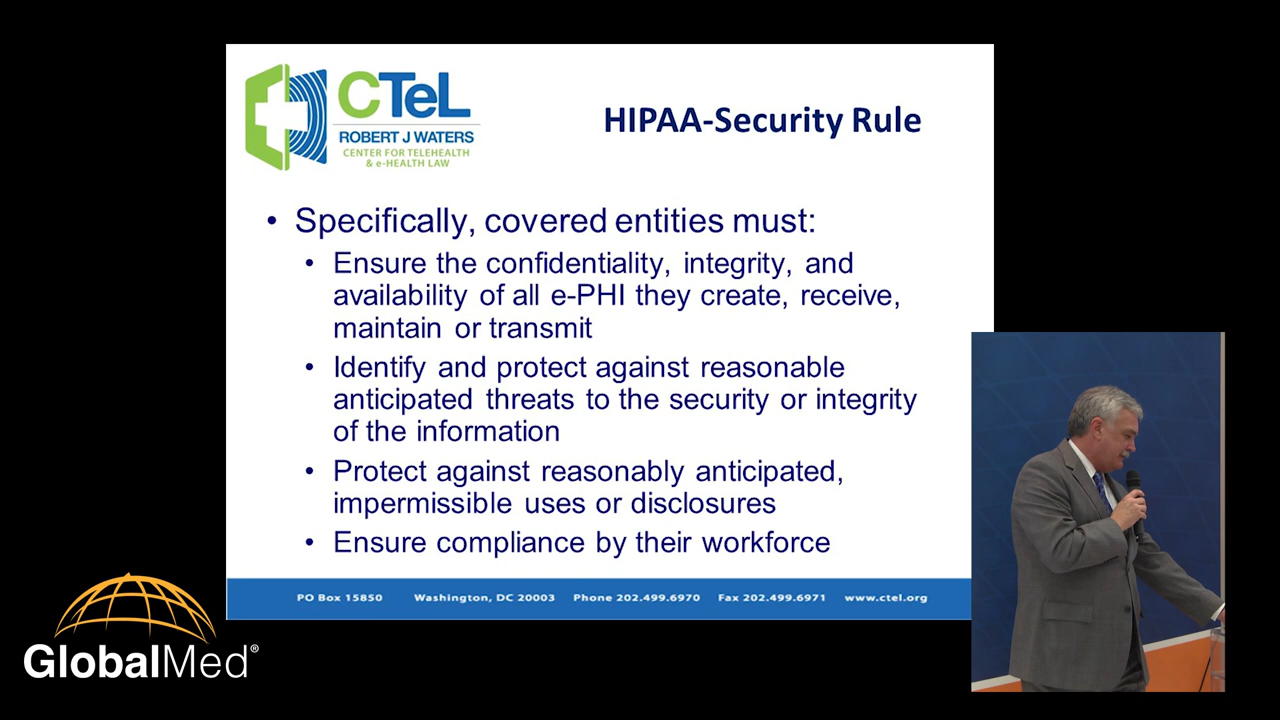 CTeL
ROBERT J WATERS
CENTER FOR TELEHEALTH
& e-HEALTH LAW
HIPAA-Security Rule
• Specifically, covered entities must:
• Ensure the confidentiality, integrity, and
availability of all e-PHI they create, receive,
maintain or transmit
• Identify and protect against reasonable
anticipated threats to the security or integrity
of the information
• Protect against reasonably anticipated,
impermissible uses or disclosures
• Ensure compliance by their workforce
PO Box 15850 Washington, DC 20003 Phone 202.499.6970 Fax 202.499.6971 www.ctel.org
GlobalMed®